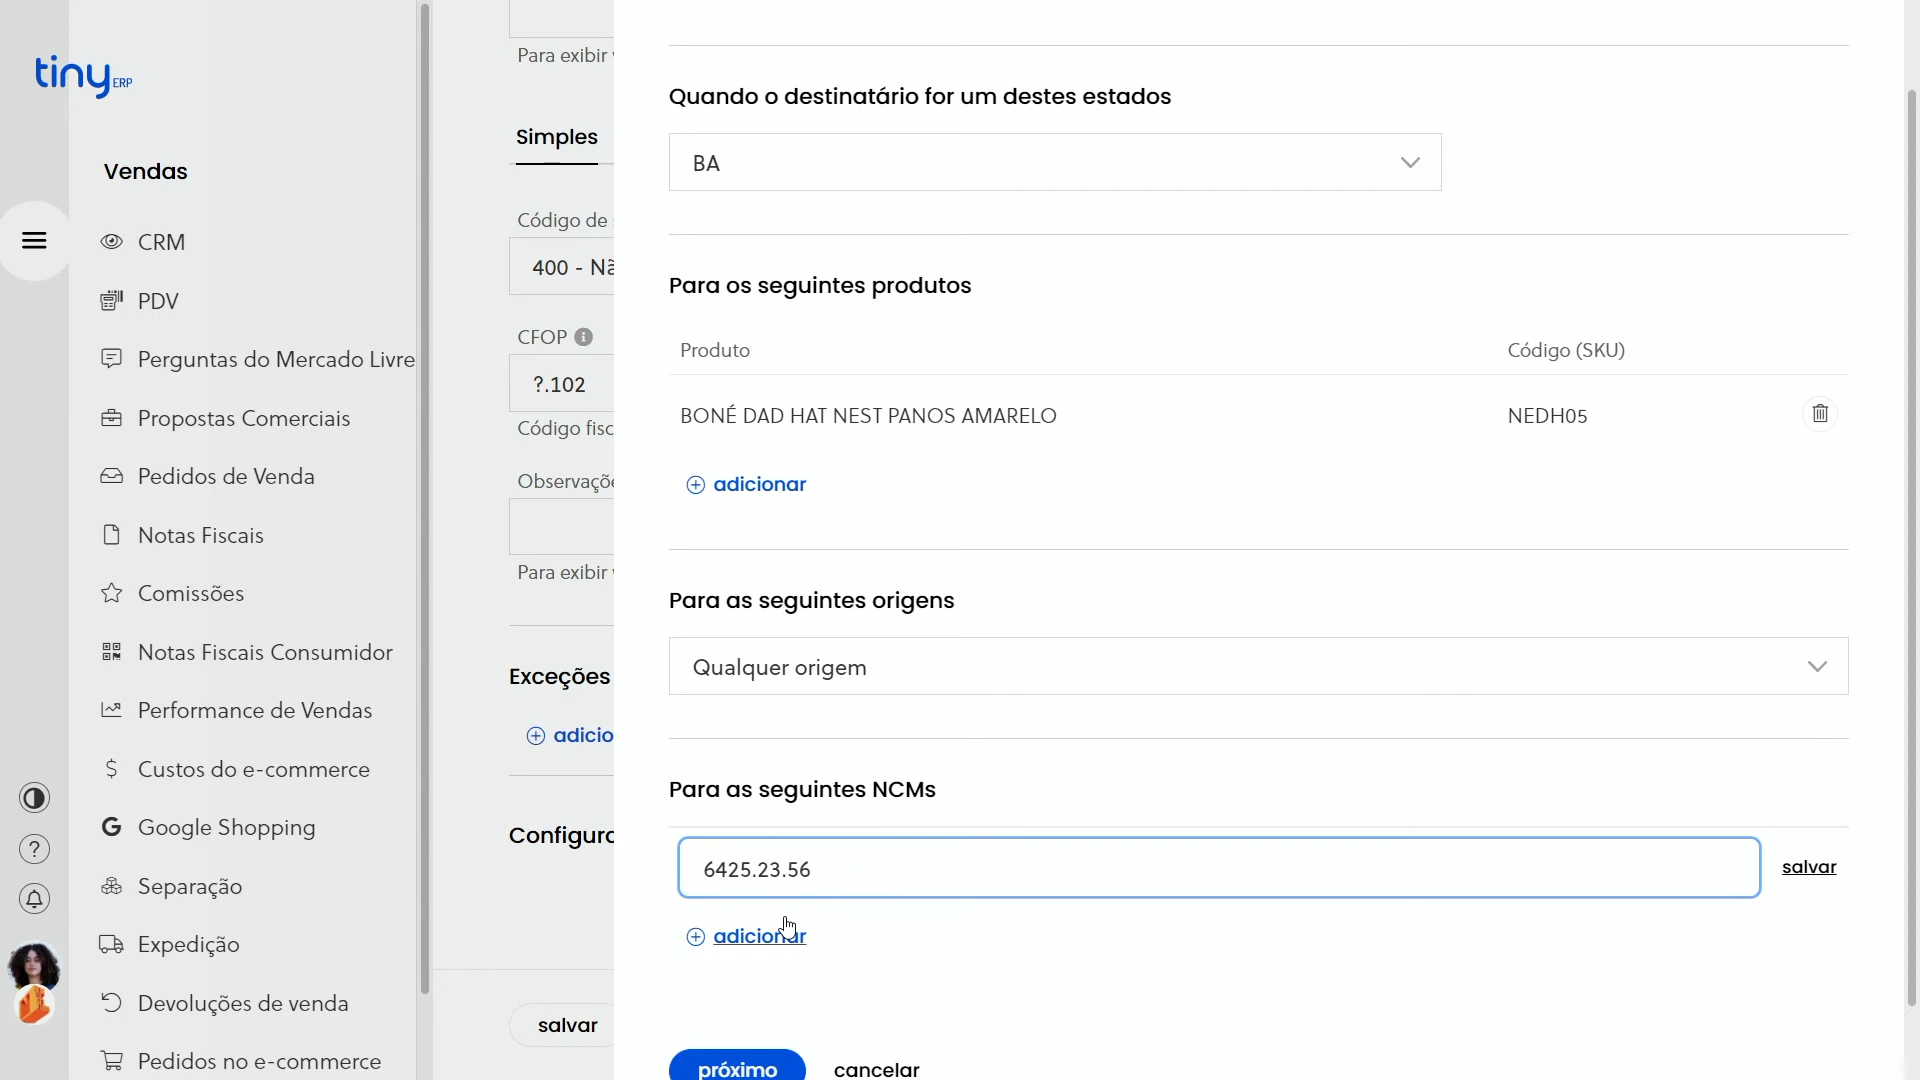 tiny ERP
Vendas
CRM
PDV
Perguntas do Mercado Livre
Propostas Comerciais
Pedidos de Venda
Notas Fiscais
Comissões
Notas Fiscais Consumidor
Performance de Vendas
Custos do e-commerce
Google Shopping
Separação
Expedição
Devoluções de venda
Pedidos no e-commerce
Para exibir
Simples
Código de
400 - Nã
CFOP
?.102
Código fisc
Observaçõe
Para exibir
Exceções
adicio
Configura
salvar
Quando o destinatário for um destes estados
BA
Para os seguintes produtos
Produto Código (SKU)
BONÉ DAD HAT NEST PANOS AMARELO NEDH05
adicionar
Para as seguintes origens
Qualquer origem
Para as seguintes NCMs
6425.23.56 salvar
adicionar
próximo cancelar